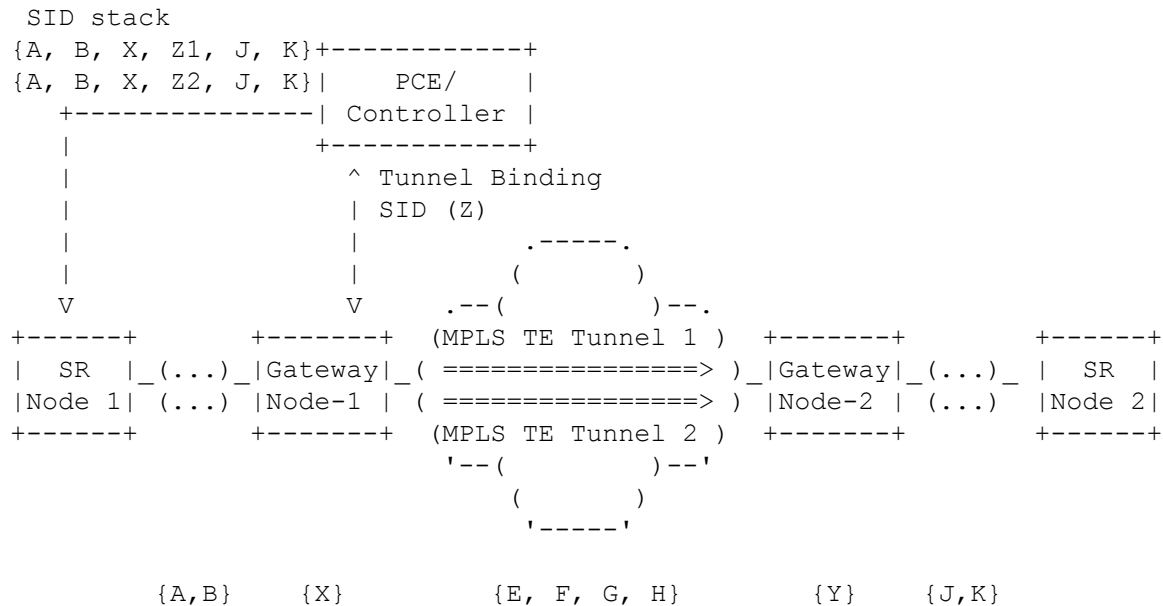 SID stack
{A, B, X, Z1, J, K}+------------+
{A, B, X, Z2, J, K}|    PCE/    |
   +---------------| Controller |
   |               +------------+
   |                 ^ Tunnel Binding
   |                 | SID (Z)
   |                 |          .-----.
   |                 |         (       )
   V                 V     .--(         )--.
+------+        +-------+  (MPLS TE Tunnel 1 )  +-------+        +------+
|  SR  |_(...)_|Gateway|_( ================> )_|Gateway|_(...)_ |  SR  |
|Node 1| (...) |Node-1 | ( ================> ) |Node-2 | (...)  |Node 2|
+------+        +-------+  (MPLS TE Tunnel 2 )  +-------+        +------+
                           '--(         )--'
                               (       )
                                '-----'
{A,B}    {X}         {E, F, G, H}        {Y}   {J,K}